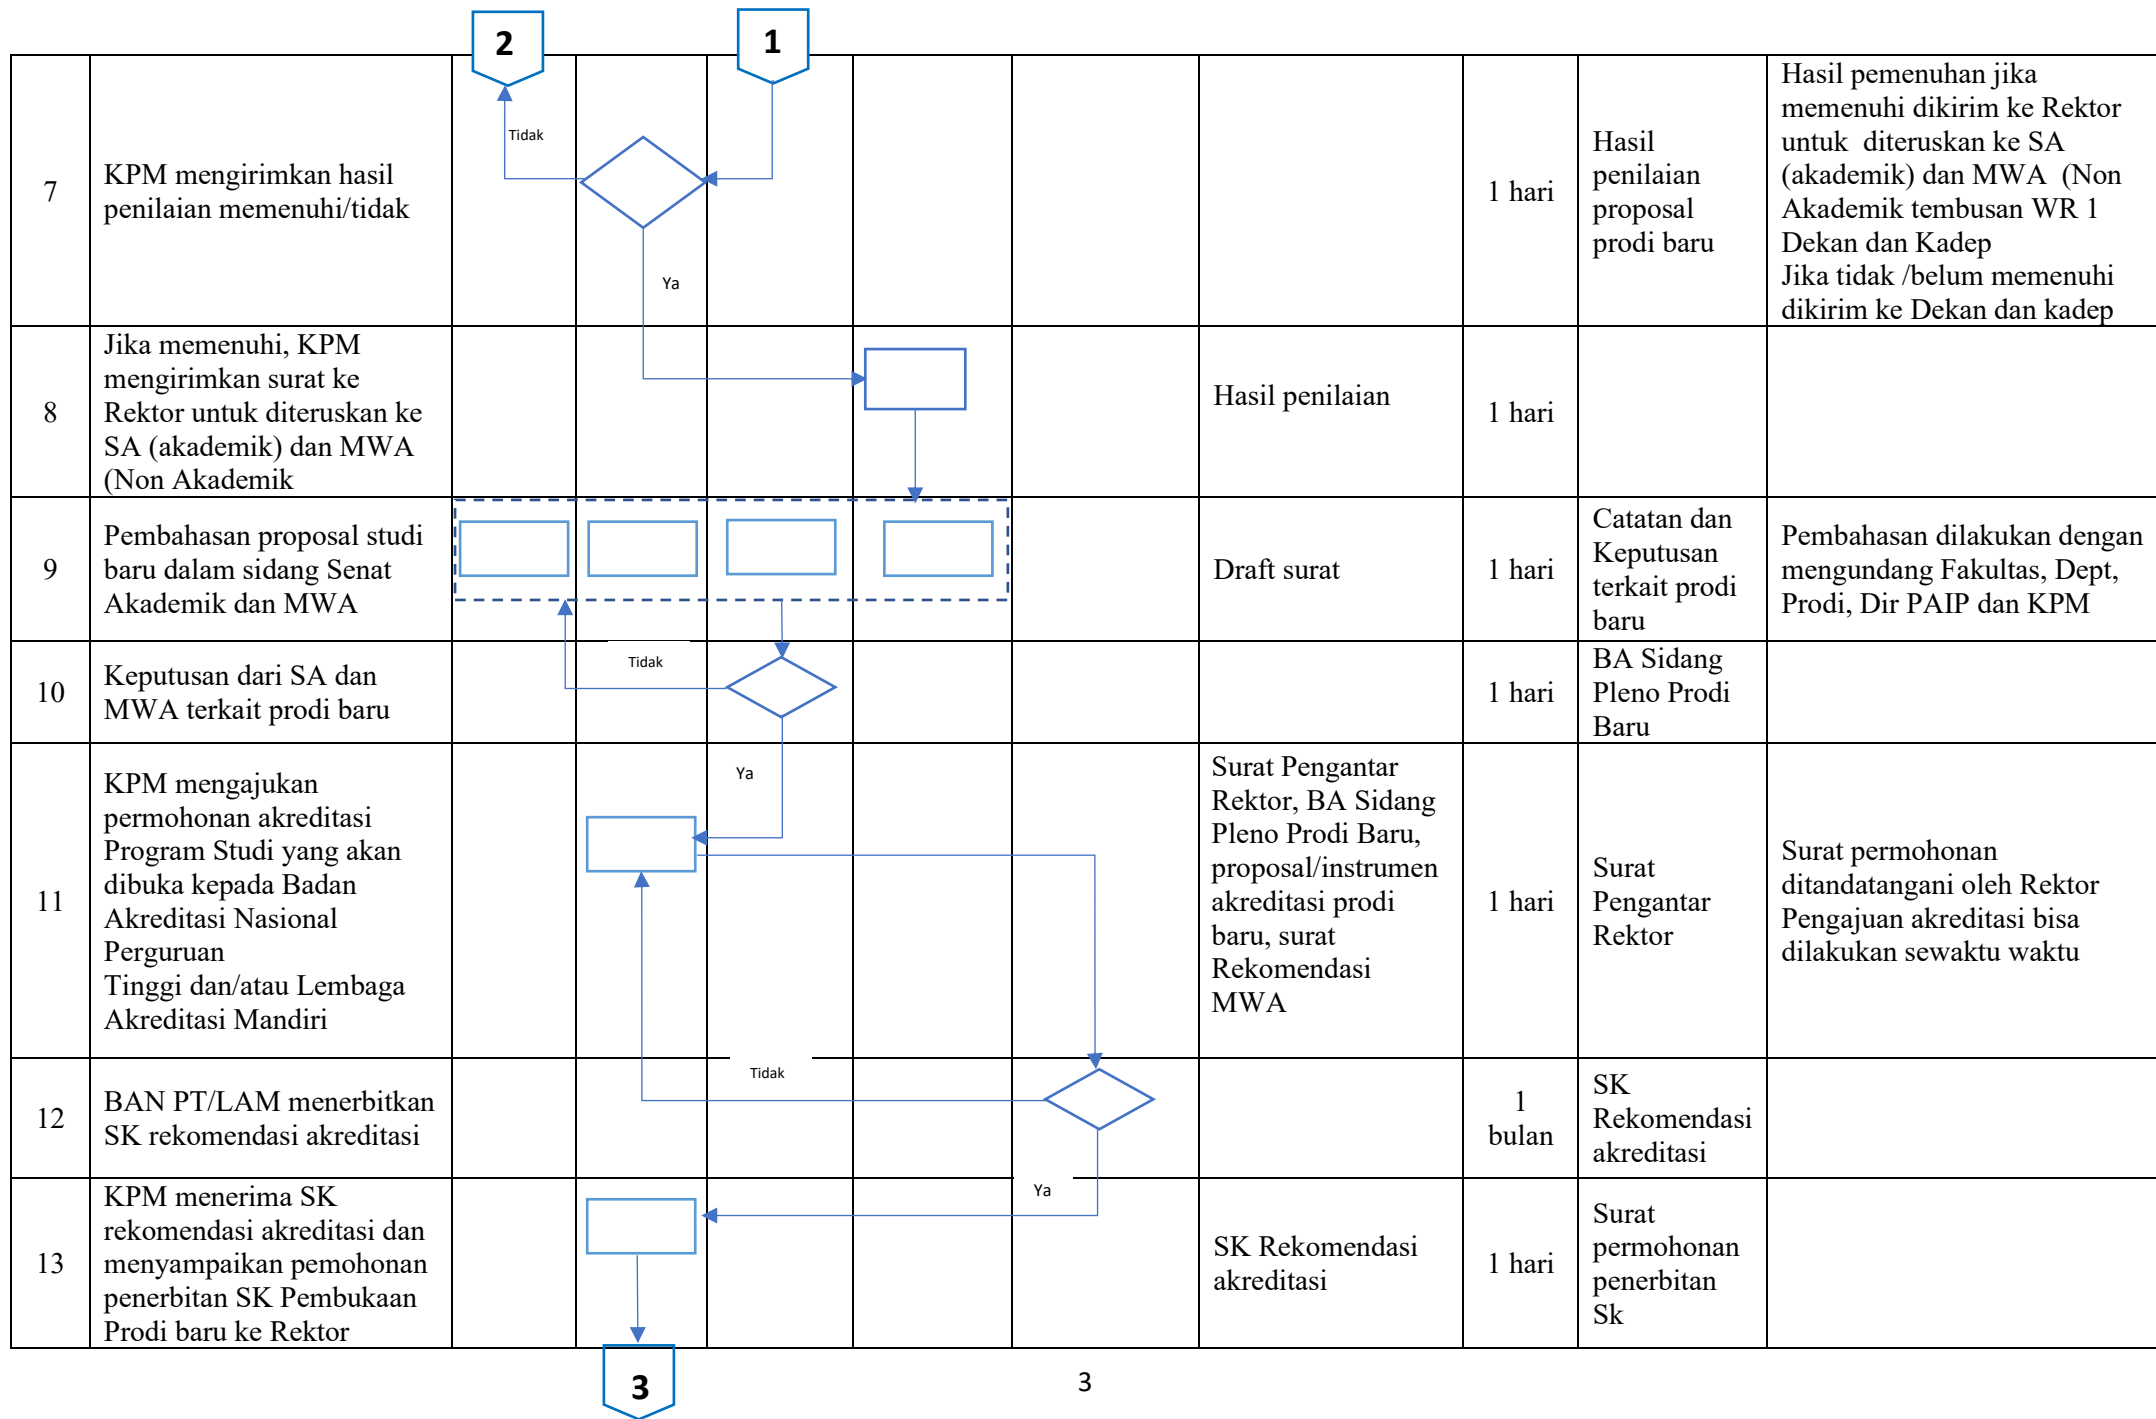 2
1
7
KPM mengirimkan hasil
penilaian memenuhi/tidak
Tidak
Ya
1 hari
Hasil
penilaian
proposal
prodi baru
Hasil pemenuhan jika
memenuhi dikirim ke Rektor
untuk diteruskan ke SA
(akademik) dan MWA (Non
Akademik tembusan WR 1
Dekan dan Kadep
Jika tidak /belum memenuhi
dikirim ke Dekan dan kadep
8
Jika memenuhi, KPM
mengirimkan surat ke
Rektor untuk diteruskan ke
SA (akademik) dan MWA
(Non Akademik
Hasil penilaian
1 hari
9
Pembahasan proposal studi
baru dalam sidang Senat
Akademik dan MWA
Draft surat
1 hari
Catatan dan
Keputusan
terkait prodi
baru
Pembahasan dilakukan dengan
mengundang Fakultas, Dept,
Prodi, Dir PAIP dan KPM
10
Keputusan dari SA dan
MWA terkait prodi baru
Tidak
1 hari
BA Sidang
Pleno Prodi
Baru
11
KPM mengajukan
permohonan akreditasi
Program Studi yang akan
dibuka kepada Badan
Akreditasi Nasional
Perguruan
Tinggi dan/atau Lembaga
Akreditasi Mandiri
Ya
Surat Pengantar
Rektor, BA Sidang
Pleno Prodi Baru,
proposal/instrumen
akreditasi prodi
baru, surat
Rekomendasi
MWA
1 hari
Surat
Pengantar
Rektor
Surat permohonan
ditandatangani oleh Rektor
Pengajuan akreditasi bisa
dilakukan sewaktu waktu
12
BAN PT/LAM menerbitkan
SK rekomendasi akreditasi
Tidak
1
bulan
SK
Rekomendasi
akreditasi
13
KPM menerima SK
rekomendasi akreditasi dan
menyampaikan pemohonan
penerbitan SK Pembukaan
Prodi baru ke Rektor
Ya
SK Rekomendasi
akreditasi
1 hari
Surat
permohonan
penerbitan
Sk
3
3